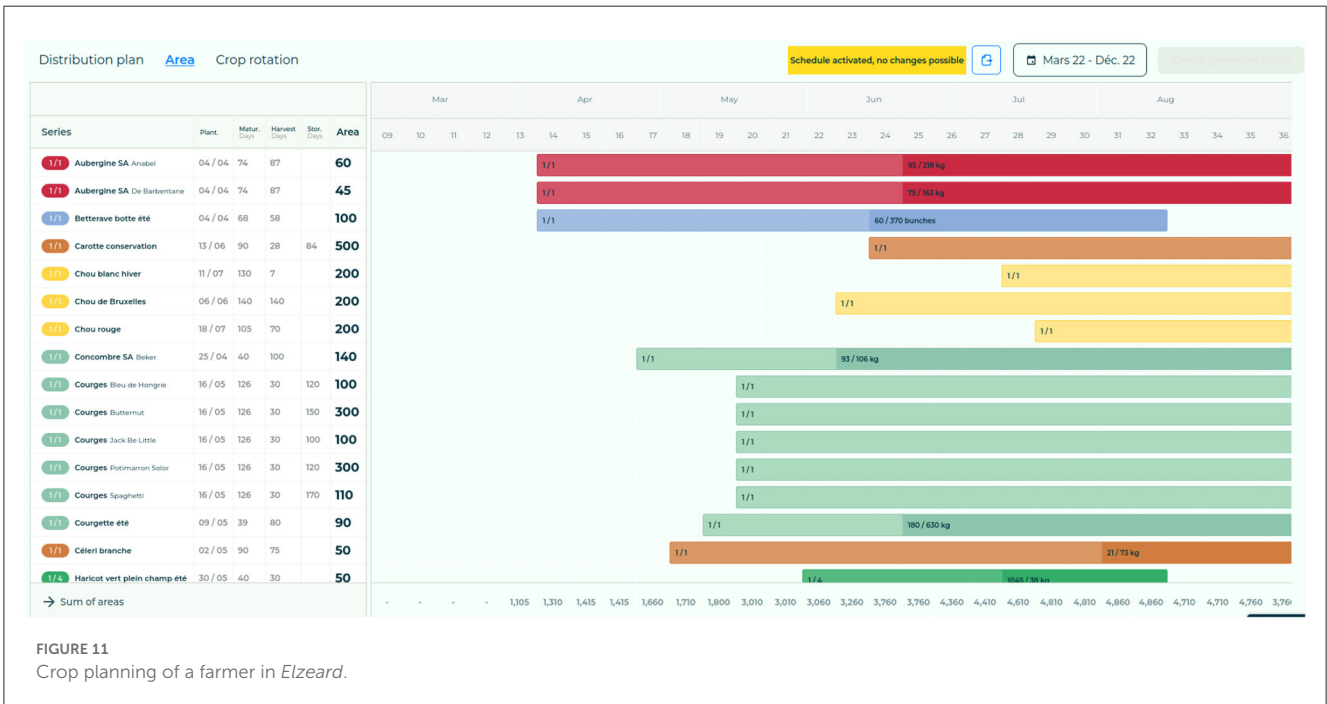 Distribution plan Area Crop rotation Schedule activated, no changes possible Mars 22 - Déc. 22
Mar Apr May Jun Jul Aug
Series Plant. Matur. Days Harvest Days Stor. Days Area 09 10 11 12 13 14 15 16 17 18 19 20 21 22 23 24 25 26 27 28 29 30 31 32 33 34 35 36
1/1 Aubergine SA Anabel 04/04 74 87 60 1/1 95/218 kg
1/1 Aubergine SA De Barbentane 04/04 74 87 45 1/1 75/163 kg
1/1 Betterave botte été 04/04 68 58 100 1/1 60/370 bunches
1/1 Carotte conservation 13/06 90 28 84 500 1/1
1/1 Chou blanc hiver 11/07 130 7 200 1/1
1/1 Chou de Bruxelles 06/06 140 140 200 1/1
1/1 Chou rouge 18/07 105 70 200 1/1
1/1 Concombre SA Beker 25/04 40 100 140 1/1 93/106 kg
1/1 Courges Bleu de Hongrie 16/05 126 30 120 100 1/1
1/1 Courges Butternut 16/05 126 30 150 300 1/1
1/1 Courges Jack Be Little 16/05 126 30 100 100 1/1
1/1 Courges Potimarron Solor 16/05 126 30 120 300 1/1
1/1 Courges Spaghetti 16/05 126 30 170 110 1/1
1/1 Courgette été 09/05 39 80 90 1/1 180/630 kg
1/1 Céleri branche 02/05 90 75 50 1/1 21/73 kg
1/4 Haricot vert plein champ été 30/05 40 30 50 1/4 1045/38 kg
→ Sum of areas - - - - 1,105 1,310 1,415 1,415 1,660 1,710 1,800 3,010 3,010 3,060 3,260 3,760 3,760 4,360 4,410 4,610 4,810 4,810 4,860 4,860 4,710 4,710 4,760
FIGURE 11
Crop planning of a farmer in Elzeard.